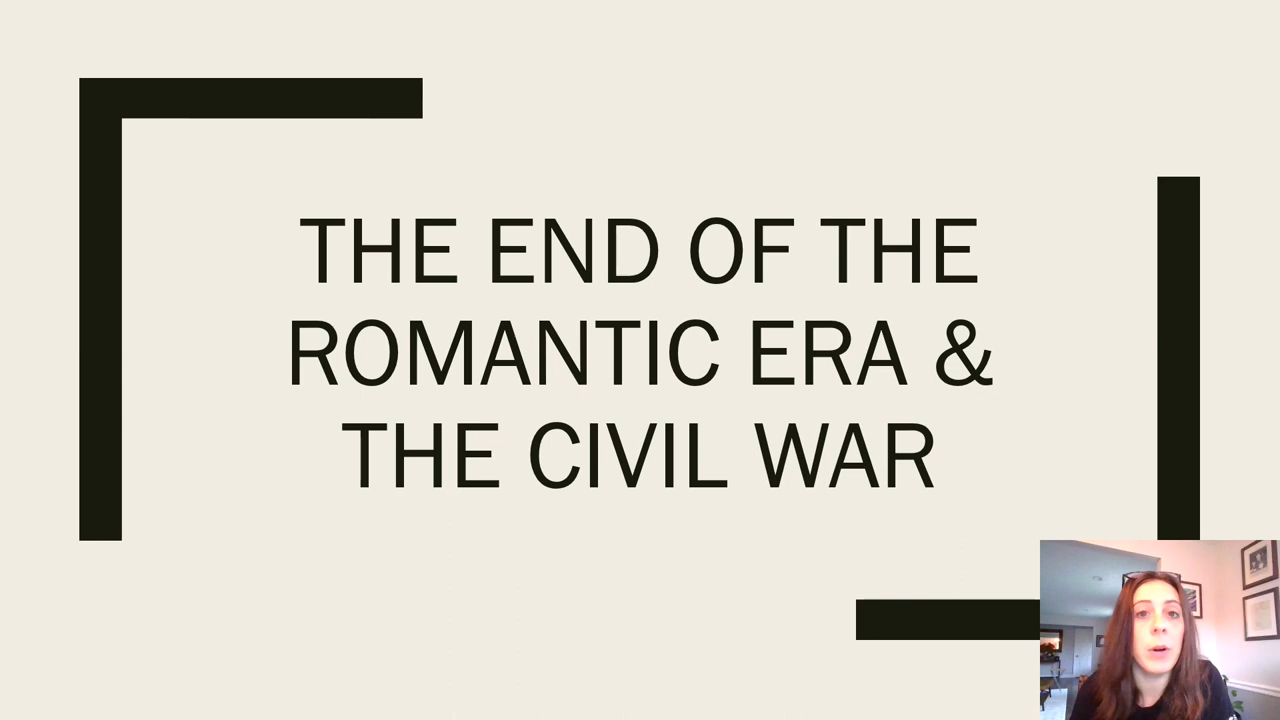 THE END OF THE
ROMANTIC ERA &
THE CIVIL WAR